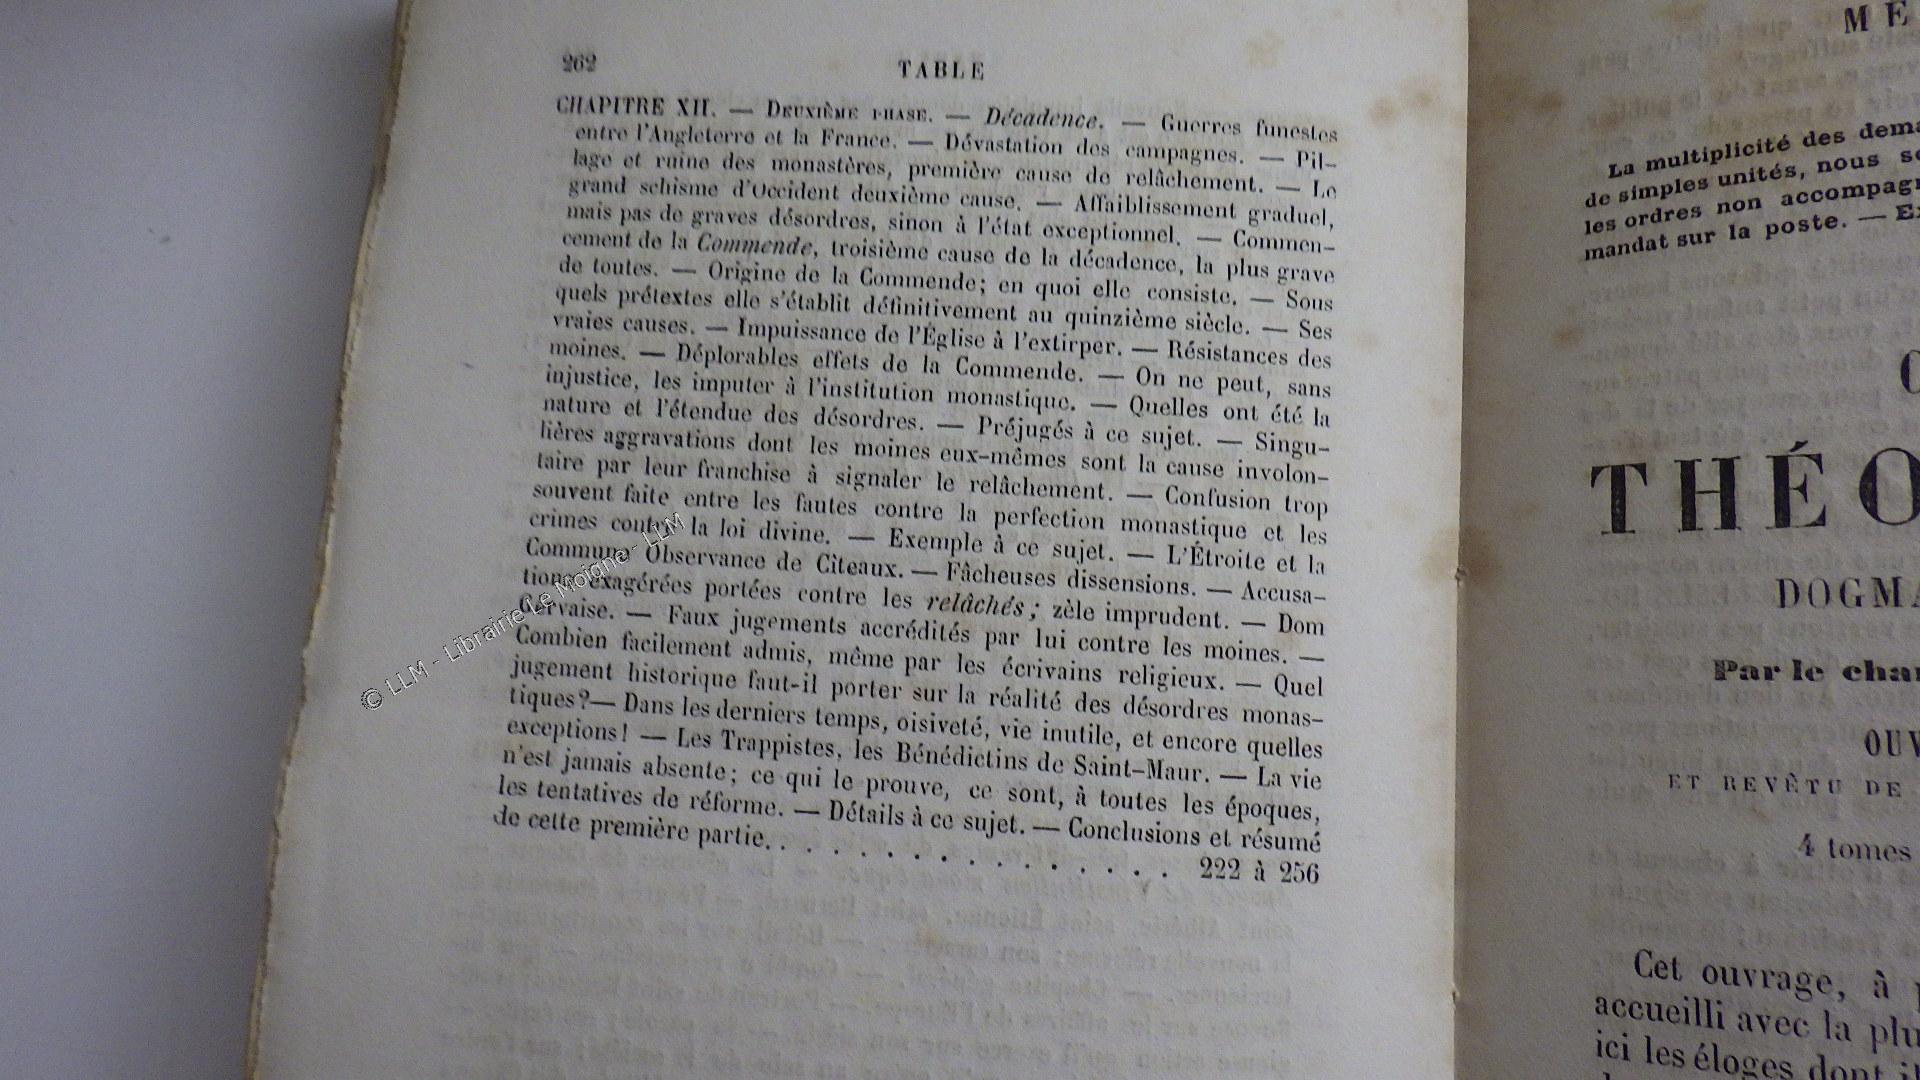 262
TABLE
CHAPITRE XII. — DEUXIÈME PHASE. — Décadence. — Guerres funestes
entre l'Angleterre et la France. — Dévastation des campagnes. — Pil-
lage et ruine des monastères, première cause de relâchement. — Le
grand schisme d'Occident deuxième cause. — Affaiblissement graduel,
mais pas de graves désordres, sinon à l'état exceptionnel. — Commen-
cement de la Commende, troisième cause de la décadence, la plus grave
de toutes. — Origine de la Commende; en quoi elle consiste. — Sous
quels prétextes elle s'établit définitivement au quinzième siècle. — Ses
vraies causes. — Impuissance de l'Église à l'extirper. — Résistances des
moines. — Déplorables effets de la Commende. — On ne peut, sans
injustice, les imputer à l'institution monastique. — Quelles ont été la
nature et l'étendue des désordres. — Préjugés à ce sujet. — Singu-
lières aggravations dont les moines eux-mêmes sont la cause involon-
taire par leur franchise à signaler le relâchement. — Confusion trop
souvent faite entre les fautes contre la perfection monastique et les
crimes contre la loi divine. — Exemple à ce sujet. — L'Étroite et la
Commune Observance de Cîteaux. — Fâcheuses dissensions. — Accusa-
tions exagérées portées contre les relâchés; zèle imprudent. — Dom
Gervaise. — Faux jugements accrédités par lui contre les moines. —
Combien facilement admis, même par les écrivains religieux. — Quel
jugement historique faut-il porter sur la réalité des désordres monas-
tiques?— Dans les derniers temps, oisiveté, vie inutile, et encore quelles
exceptions! — Les Trappistes, les Bénédictins de Saint-Maur. — La vie
n'est jamais absente; ce qui le prouve, ce sont, à toutes les époques,
les tentatives de réforme. — Détails à ce sujet. — Conclusions et résumé
de cette première partie. . . . . . . . . . . . . . . . 222 à 256
© LLM - Librairie Le Moigne - LLM
ME
La multiplicité des dema
de simples unités, nous so
les ordres non accompagn
mandat sur la poste. — Ex
C
THÉO
DOGMA
Par le chan
OUV
ET REVÊTU DE
4 tomes
Cet ouvrage, à p
accueilli avec la plu
ici les éloges dont il